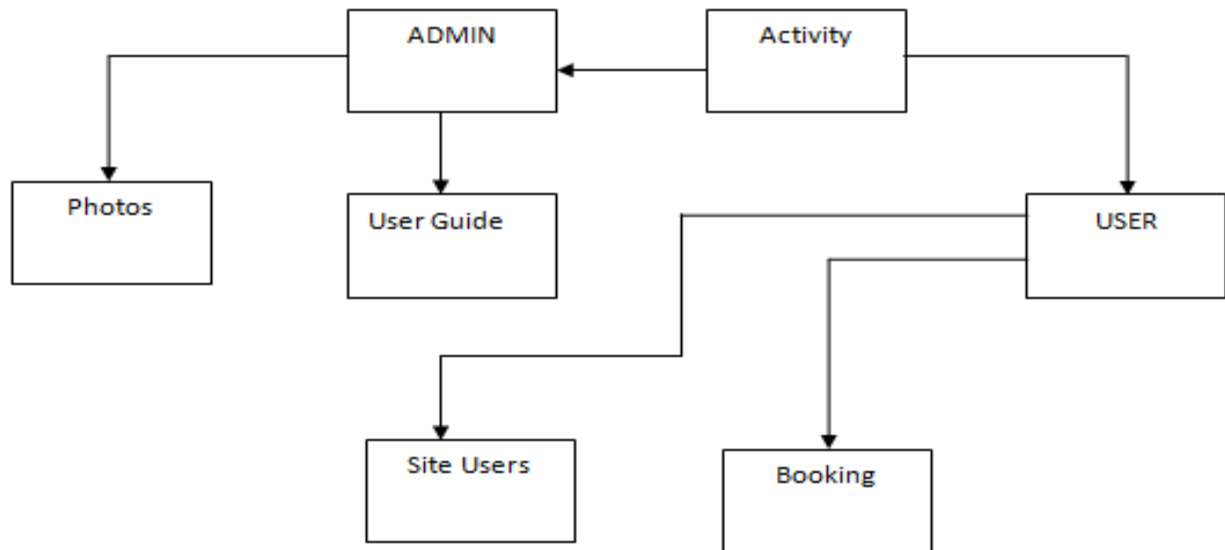 ADMIN
Activity
Photos
User Guide
USER
Site Users
Booking